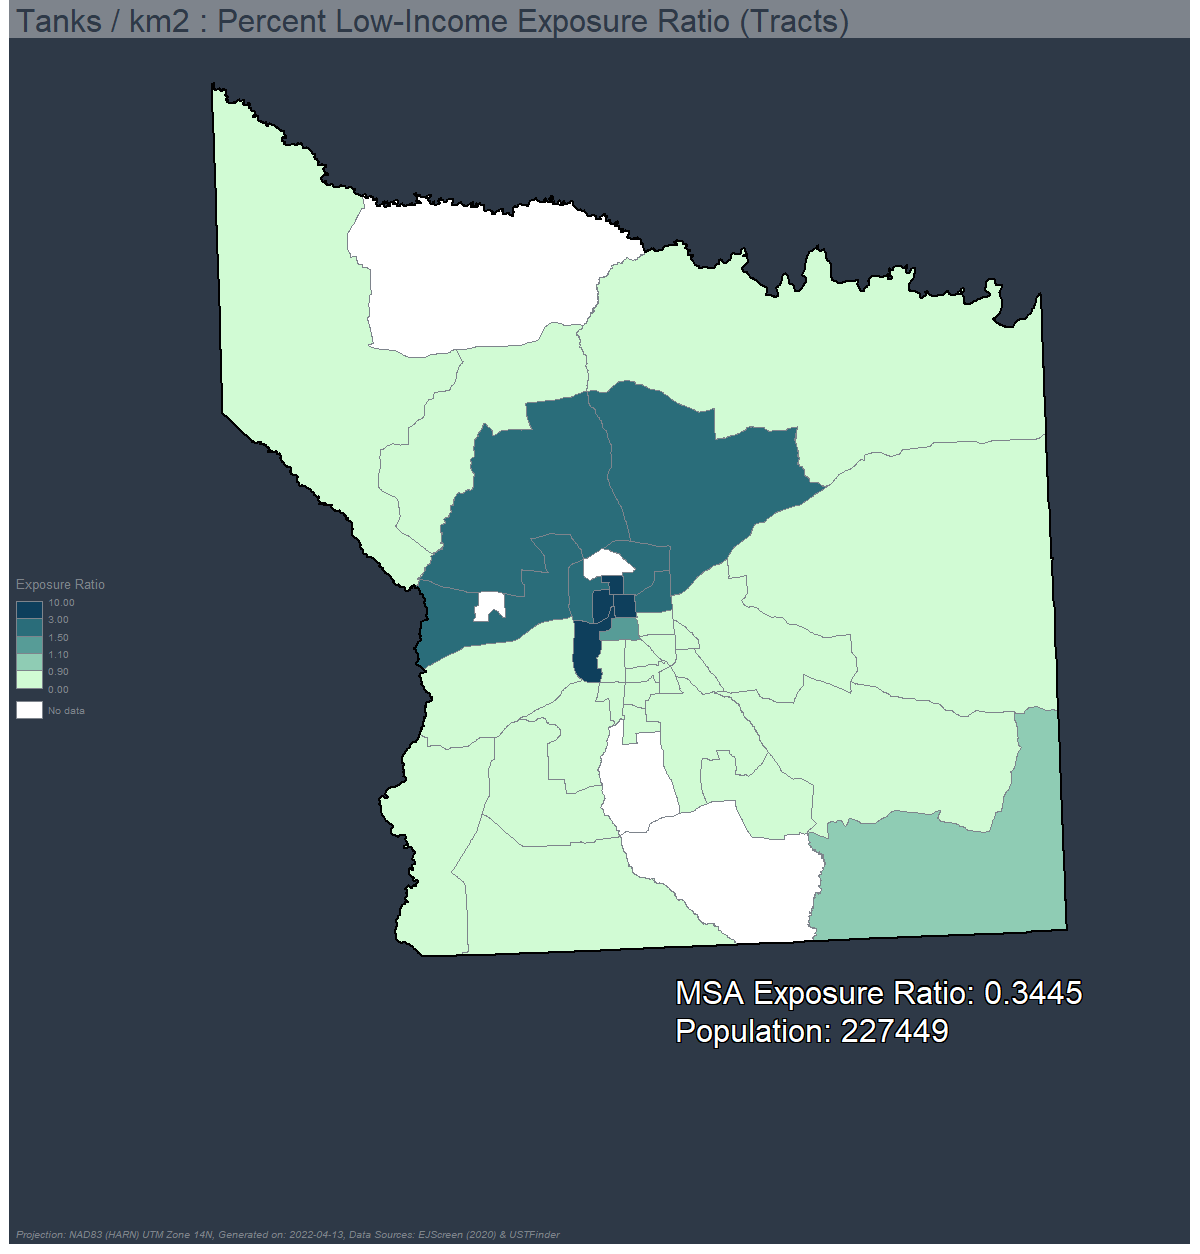 Tanks / km2 : Percent Low-Income Exposure Ratio (Tracts)
Exposure Ratio
10.00
3.00
1.50
1.10
0.90
0.00
No data
MSA Exposure Ratio: 0.3445
Population: 227449
Projection: NAD83 (HARN) UTM Zone 14N, Generated on: 2022-04-13, Data Sources: EJScreen (2020) & USTFinder